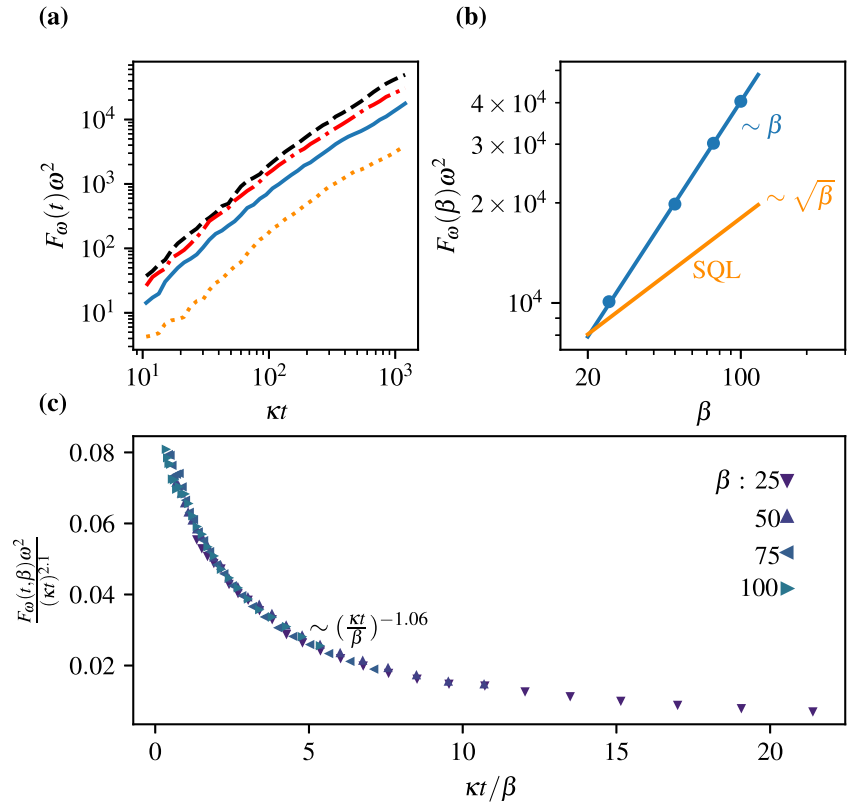 (a)
10⁴
10³
10²
10¹
F_ω(t)ω²
10¹ 10² 10³
κt
(b)
4 × 10⁴
3 × 10⁴
2 × 10⁴
10⁴
F_ω(β)ω²
∼ β
∼ √β
SQL
20 100
β
(c)
0.08
0.06
0.04
0.02
F_ω(t,β)ω²
(κt)^2.1
β : 25
50
75
100
∼ (κt/β)^−1.06
0 5 10 15 20
κt/β